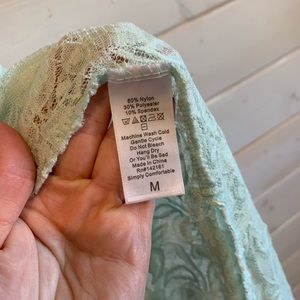 60% Nylon
30% Polyester
10% Spandex
Machine Wash Cold
Gentle Cycle
Do Not Bleach
Hang Dry
Or You'll Be Sad
Made In China
Rn#142161
Simply Comfortable
M